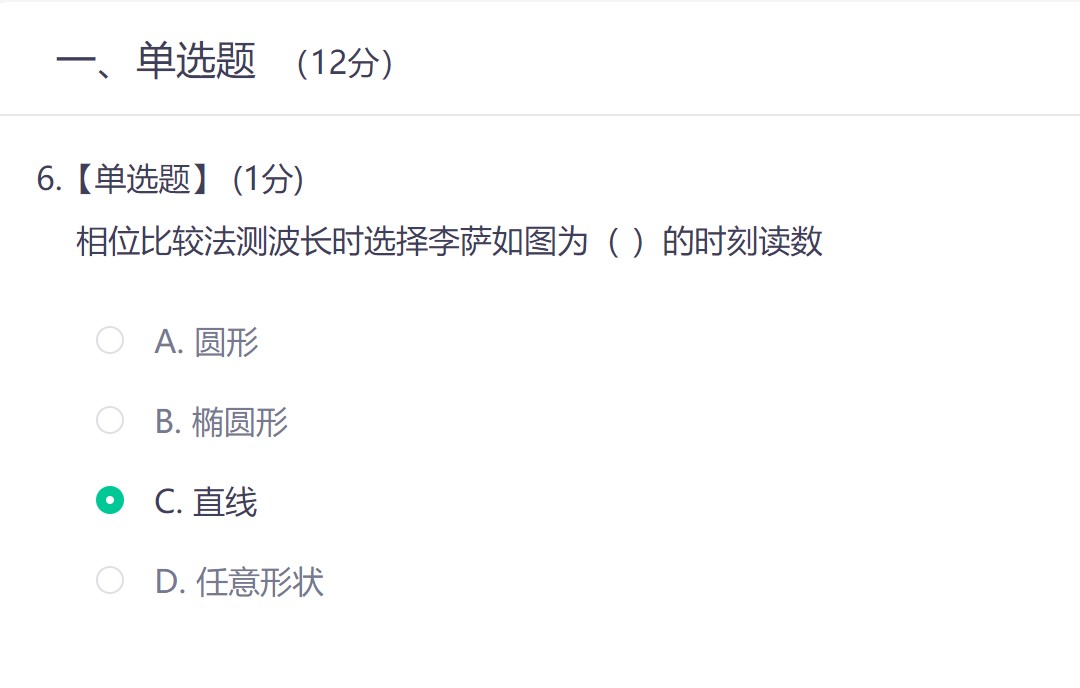 一、单选题 （12分）
6.【单选题】 (1分)
相位比较法测波长时选择李萨如图为（ ）的时刻读数
A. 圆形
B. 椭圆形
C. 直线
D. 任意形状